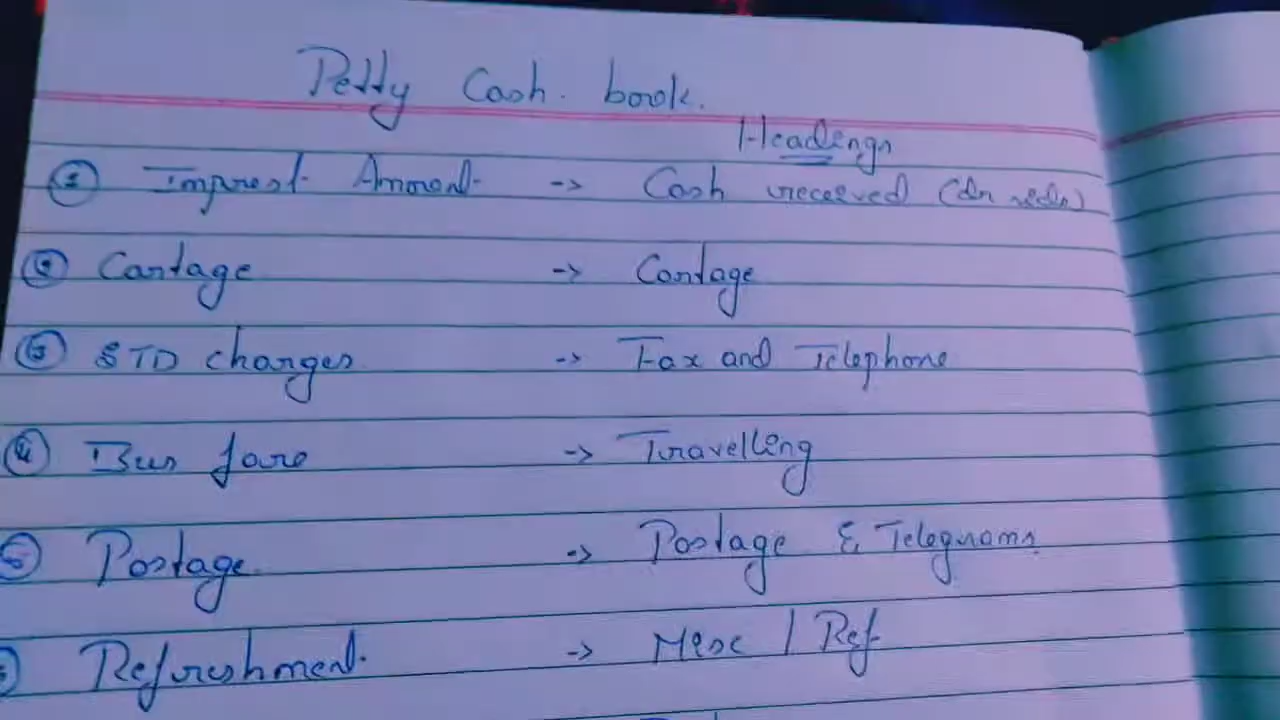 Petty Cash book.
Headings
① Imprest Amount -> Cash received (Dr side)
② Cartage -> Cartage
③ STD charges -> Fax and Telephone
④ Bus fare -> Travelling
⑤ Postage -> Postage & Telegrams
Refreshment -> Misc / Ref